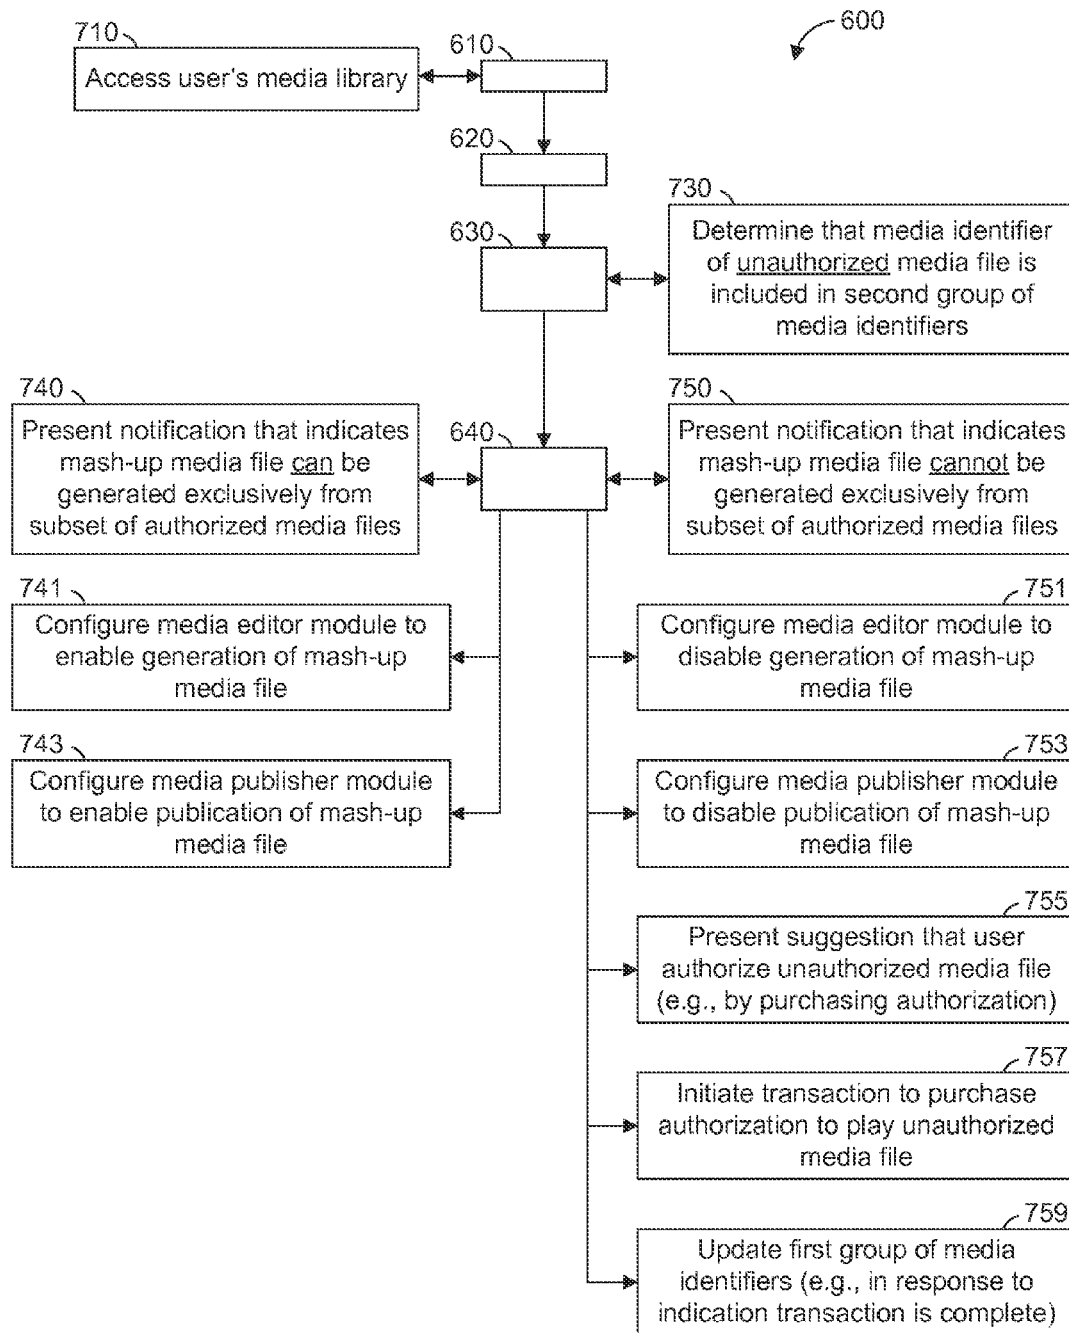 600
710
Access user's media library
610
620
630
730
Determine that media identifier
of unauthorized media file is
included in second group of
media identifiers
740
Present notification that indicates
mash-up media file can be
generated exclusively from
subset of authorized media files
640
750
Present notification that indicates
mash-up media file cannot be
generated exclusively from
subset of authorized media files
741
Configure media editor module to
enable generation of mash-up
media file
751
Configure media editor module to
disable generation of mash-up
media file
743
Configure media publisher module
to enable publication of mash-up
media file
753
Configure media publisher module
to disable publication of mash-up
media file
755
Present suggestion that user
authorize unauthorized media file
(e.g., by purchasing authorization)
757
Initiate transaction to purchase
authorization to play unauthorized
media file
759
Update first group of media
identifiers (e.g., in response to
indication transaction is complete)